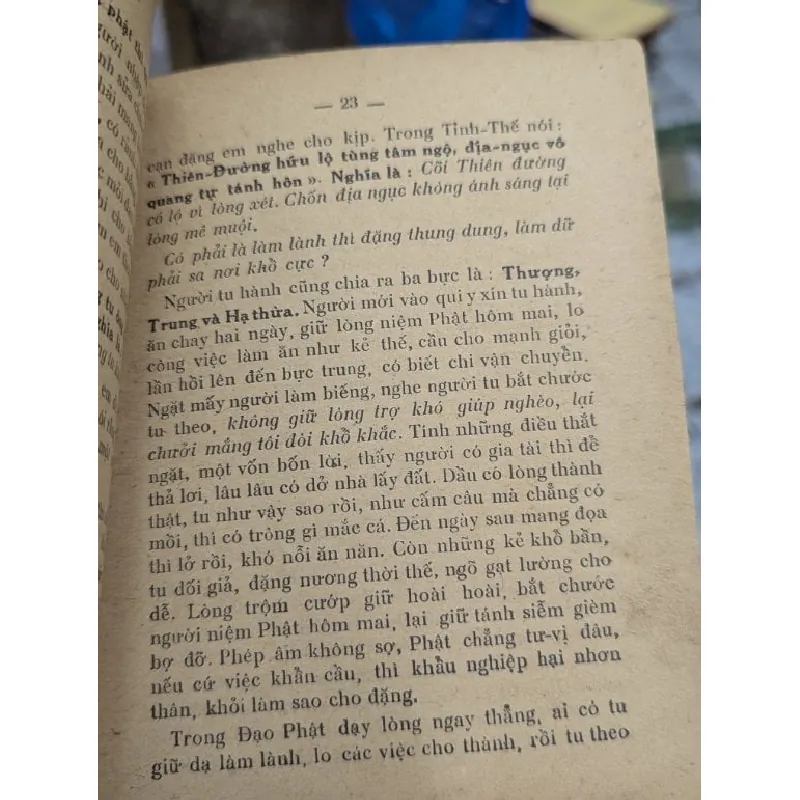 — 23 —
cạn đặng em nghe cho kịp. Trong Tỉnh-Thế nói :
« Thiên-Đường hữu lộ tùng tâm ngộ, địa-ngục vô
quang tự tánh hôn ». Nghĩa là : Cõi Thiên đường
có lộ vì lòng xét. Chốn địa ngục không ánh sáng tại
lòng mê muội.
Có phải là làm lành thì đặng thung dung, làm dữ
phải sa nơi khổ cực ?
Người tu hành cũng chia ra ba bực là : Thượng,
Trung và Hạ thừa. Người mới vào qui y xin tu hành,
ăn chay hai ngày, giữ lòng niệm Phật hôm mai, lo
công việc làm ăn như kẻ thế, cầu cho mạnh giỏi,
lần hồi lên đến bực trung, có biết chi vận chuyển.
Ngặt mấy người làm biếng, nghe người tu bắt chước
tu theo, không giữ lòng trợ khó giúp nghèo, lại
chưởi mắng tôi đòi khổ khắc. Tính những điều thắt
ngặt, một vốn bốn lời, thấy người có gia tài thì đề
thả lơi, lâu lâu có dở nhà lấy đất. Dầu có lòng thành
thật, tu như vậy sao rồi, như cấm câu mà chẳng có
mồi, thì có tròng gì mắc cá. Đến ngày sau mang đọa
thì lở rồi, khó nỗi ăn năn. Còn những kẻ khổ bần,
tu dối giả, đặng nương thời thế, ngõ gạt lường cho
dễ. Lòng trộm cướp giữ hoài hoài, bắt chước
người niệm Phật hôm mai, lại giữ tánh siễm gièm
bợ đỡ. Phép âm không sợ, Phật chẳng tư-vị đâu,
nếu cứ việc khẩn cầu, thì khẩu nghiệp hại nhơn
thân, khỏi làm sao cho đặng.
Trong Đạo Phật dạy lòng ngay thẳng, ai có tu
giữ dạ làm lành, lo các việc cho thành, rồi tu theo